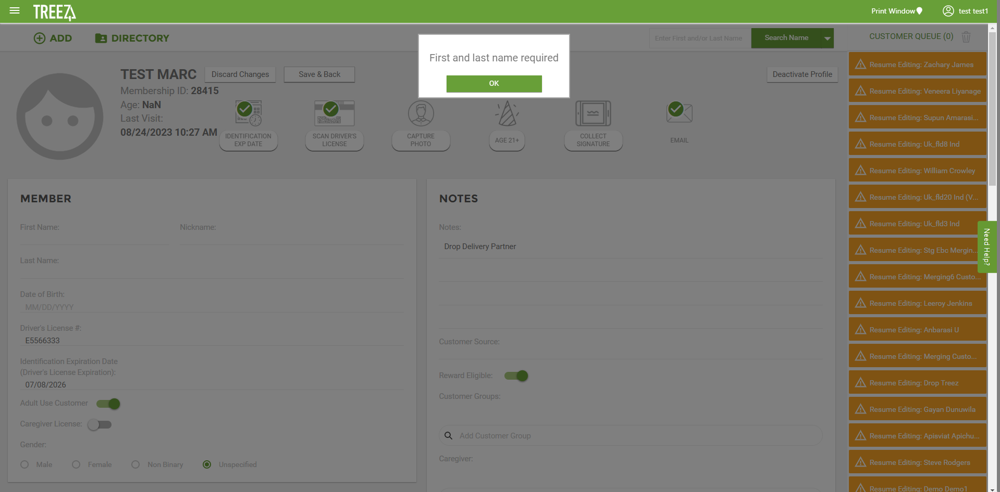 TREEZ
Print Window
test test1
ADD
DIRECTORY
Enter First and/or Last Name
Search Name
CUSTOMER QUEUE (0)
First and last name required
OK
TEST MARC
Discard Changes
Save & Back
Deactivate Profile
Membership ID: 28415
Age: NaN
Last Visit:
08/24/2023 10:27 AM
IDENTIFICATION
EXP DATE
SCAN DRIVER'S
LICENSE
CAPTURE
PHOTO
AGE 21+
COLLECT
SIGNATURE
EMAIL
MEMBER
First Name:
Nickname:
Last Name:
Date of Birth:
MM/DD/YYYY
Driver's License #:
E5566333
Identification Expiration Date
(Driver's License Expiration):
07/08/2026
Adult Use Customer
Caregiver License:
Gender:
Male
Female
Non Binary
Unspecified
NOTES
Notes:
Drop Delivery Partner
Customer Source:
Reward Eligible:
Customer Groups:
Add Customer Group
Caregiver:
Resume Editing: Zachary James
Resume Editing: Veneera Liyanage
Resume Editing: Supun Amarasi...
Resume Editing: Uk_fld8 Ind
Resume Editing: William Crowley
Resume Editing: Uk_fld20 Ind (V...
Resume Editing: Uk_fld3 Ind
Resume Editing: Stg Ebc Mergin...
Resume Editing: Merging6 Custo...
Resume Editing: Leeroy Jenkins
Resume Editing: Anbarasi U
Resume Editing: Merging Custo...
Resume Editing: Drop Treez
Resume Editing: Gayan Dunuwila
Resume Editing: Apisviat Apichu...
Resume Editing: Steve Rodgers
Resume Editing: Demo Demo1
Need Help?